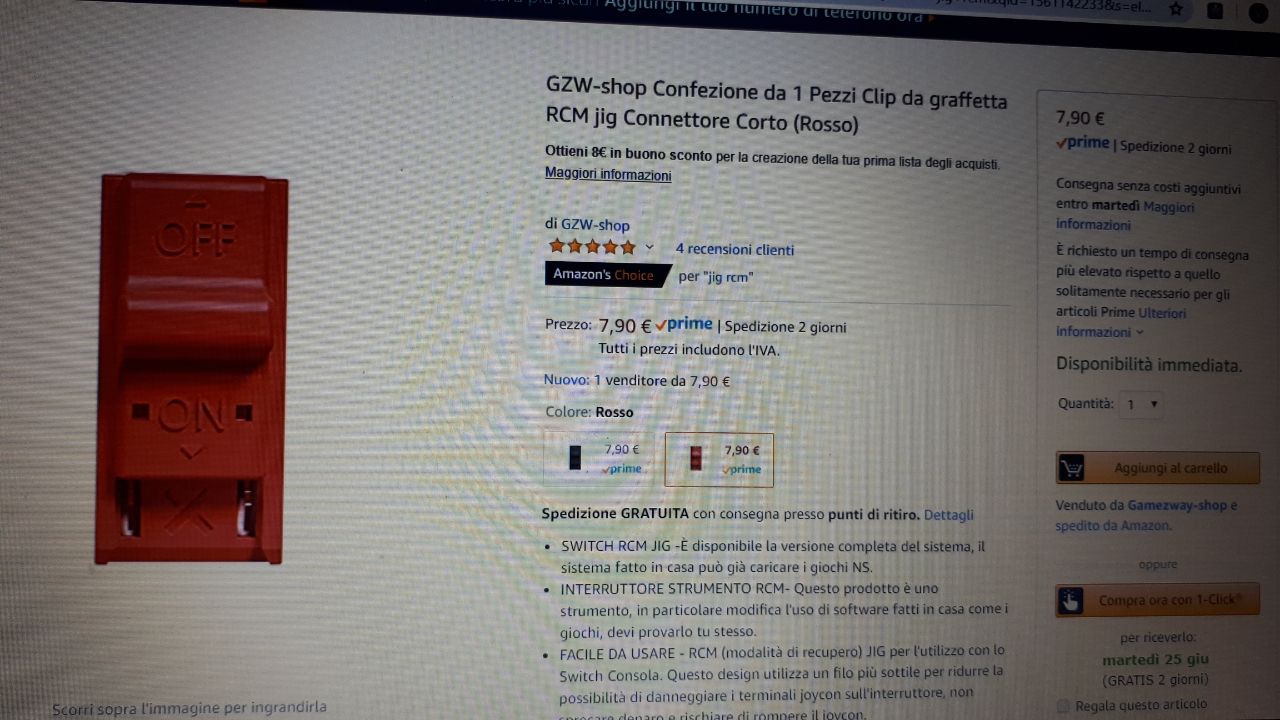 Aggiungi il tuo numero di telefono ora
OFF
ON
Scorri sopra l'immagine per ingrandirla
GZW-shop Confezione da 1 Pezzi Clip da graffetta
RCM jig Connettore Corto (Rosso)
Ottieni 8€ in buono sconto per la creazione della tua prima lista degli acquisti.
Maggiori informazioni
di GZW-shop
4 recensioni clienti
Amazon's Choice per "jig rcm"
Prezzo: 7,90 € prime | Spedizione 2 giorni
Tutti i prezzi includono l'IVA.
Nuovo: 1 venditore da 7,90 €
Colore: Rosso
7,90 € 7,90 €
prime prime
Spedizione GRATUITA con consegna presso punti di ritiro. Dettagli
• SWITCH RCM JIG -È disponibile la versione completa del sistema, il
sistema fatto in casa può già caricare i giochi NS.
• INTERRUTTORE STRUMENTO RCM- Questo prodotto è uno
strumento, in particolare modifica l'uso di software fatti in casa come i
giochi, devi provarlo tu stesso.
• FACILE DA USARE - RCM (modalità di recupero) JIG per l'utilizzo con lo
Switch Consola. Questo design utilizza un filo più sottile per ridurre la
possibilità di danneggiare i terminali joycon sull'interruttore, non
sprecare denaro e rischiare di rompere il joycon.
7,90 €
prime | Spedizione 2 giorni
Consegna senza costi aggiuntivi
entro martedì Maggiori
informazioni
È richiesto un tempo di consegna
più elevato rispetto a quello
solitamente necessario per gli
articoli Prime Ulteriori
informazioni
Disponibilità immediata.
Quantità: 1
Aggiungi al carrello
Venduto da Gamezway-shop e
spedito da Amazon.
oppure
Compra ora con 1-Click®
per riceverlo:
martedì 25 giu
(GRATIS 2 giorni)
Regala questo articolo